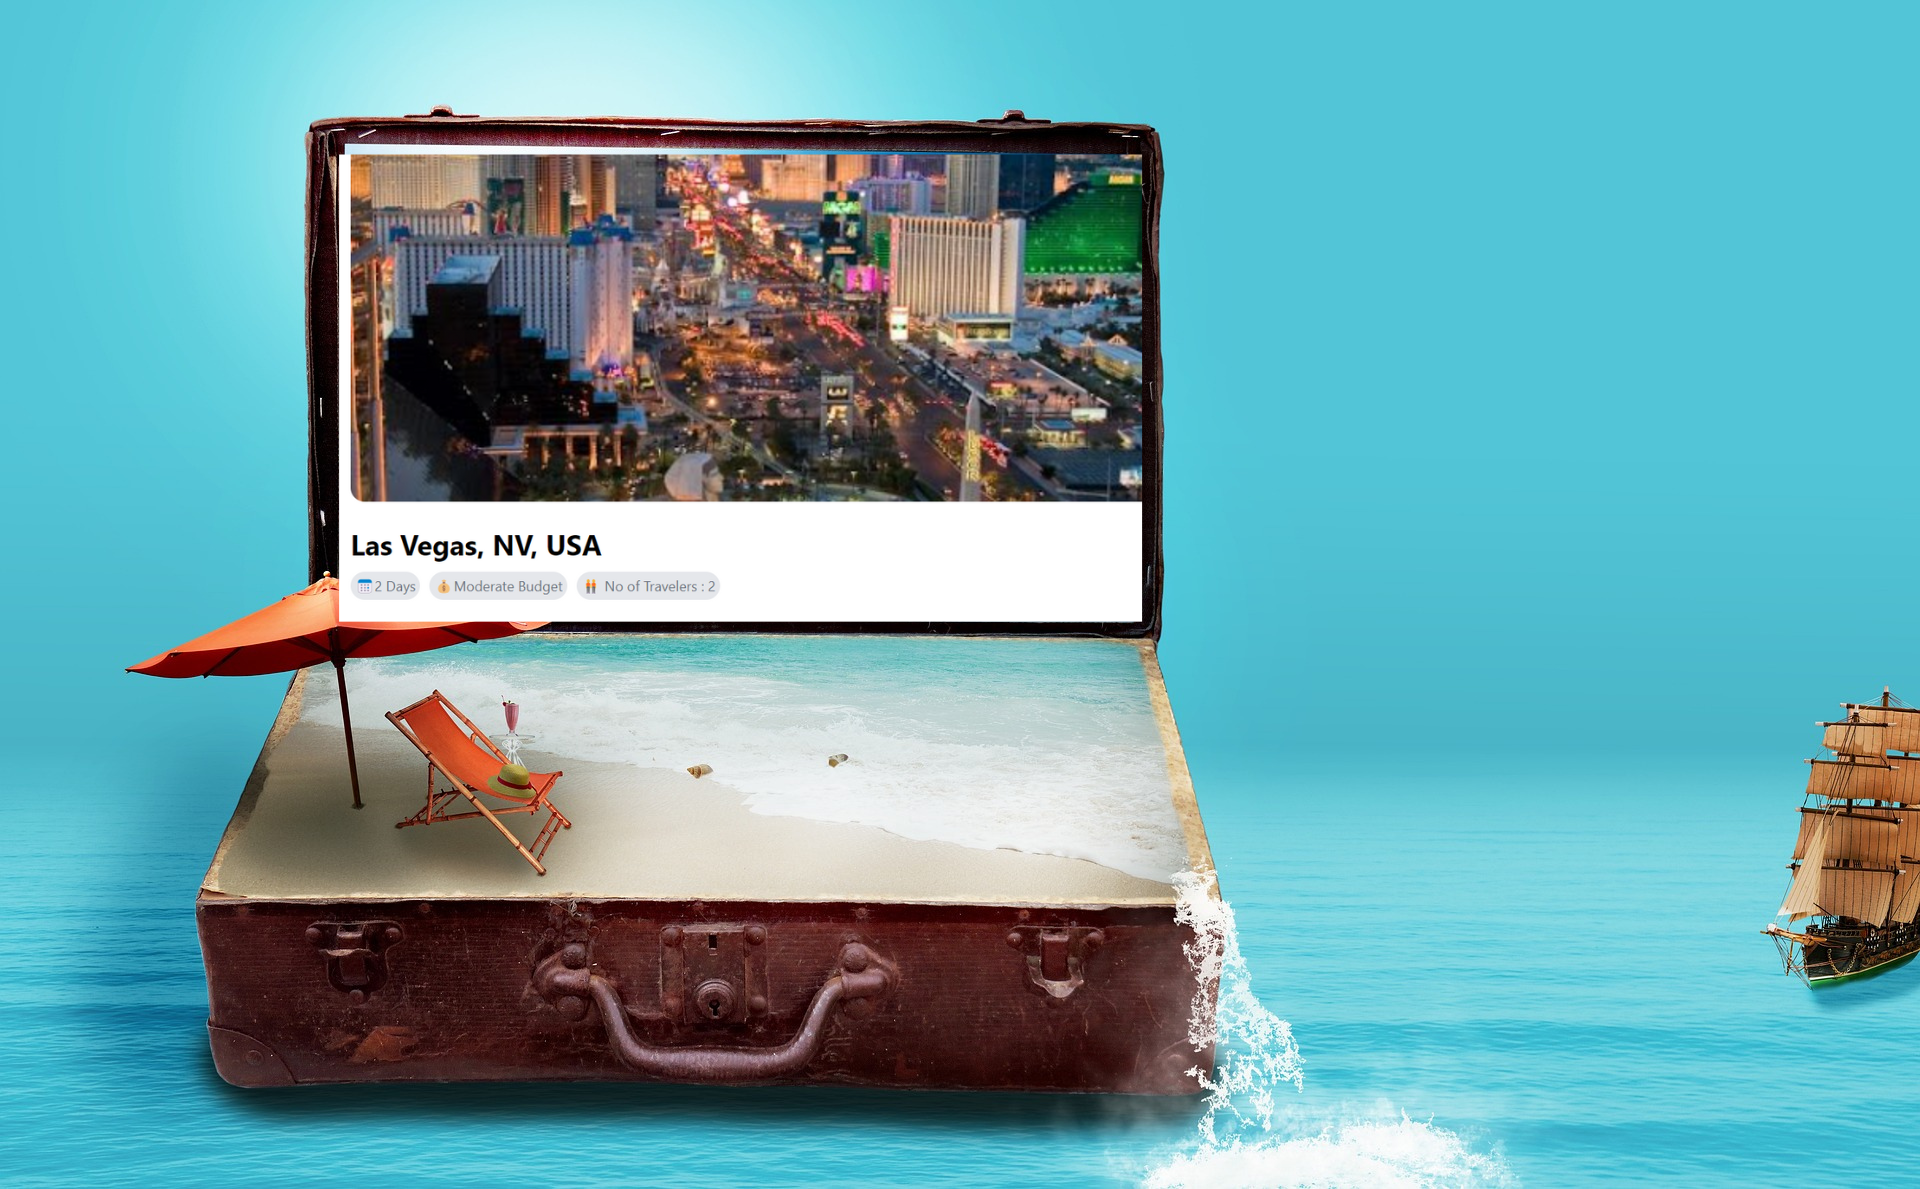 Las Vegas, NV, USA
2 Days
Moderate Budget
No of Travelers : 2